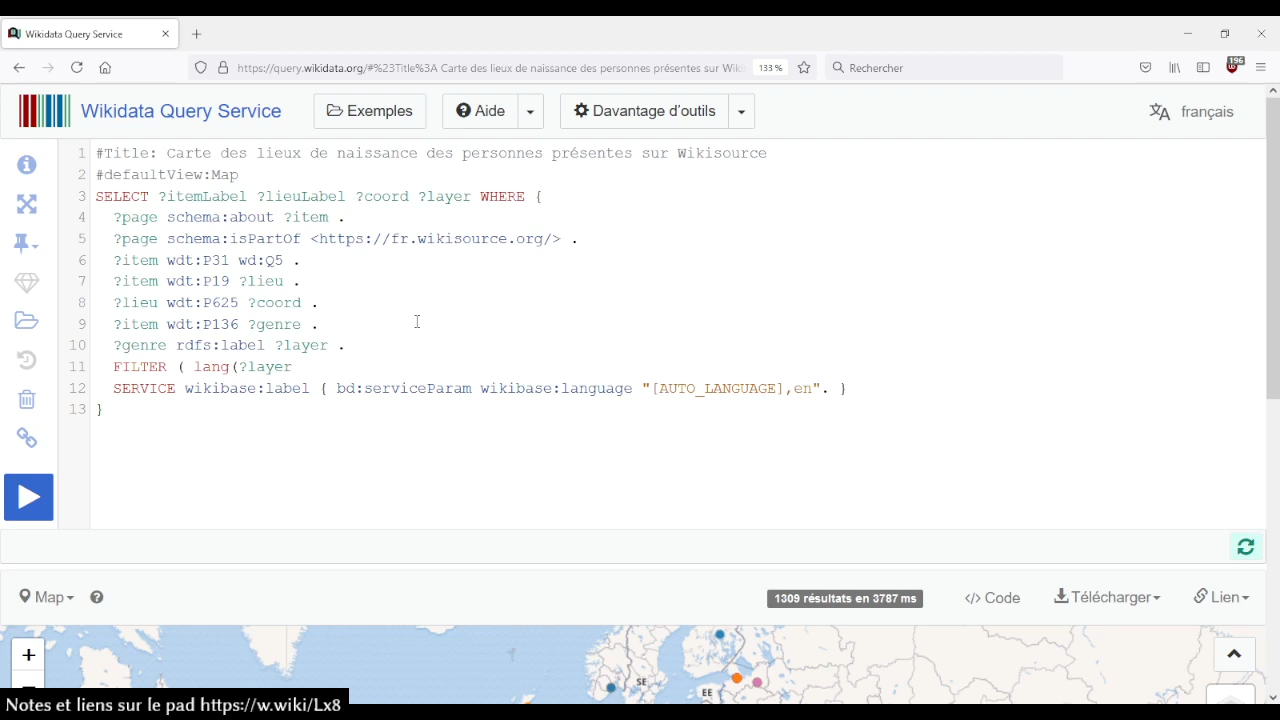 Wikidata Query Service
https://query.wikidata.org/#%23Title%3A Carte des lieux de naissance des personnes présentes sur Wik
133 %
Rechercher
196
Wikidata Query Service
Exemples
Aide
Davantage d'outils
français
1 #Title: Carte des lieux de naissance des personnes présentes sur Wikisource
2 #defaultView:Map
3 SELECT ?itemLabel ?lieuLabel ?coord ?layer WHERE {
4 ?page schema:about ?item .
5 ?page schema:isPartOf <https://fr.wikisource.org/> .
6 ?item wdt:P31 wd:Q5 .
7 ?item wdt:P19 ?lieu .
8 ?lieu wdt:P625 ?coord .
9 ?item wdt:P136 ?genre .
10 ?genre rdfs:label ?layer .
11 FILTER ( lang(?layer
12 SERVICE wikibase:label { bd:serviceParam wikibase:language "[AUTO_LANGUAGE],en". }
13 }
Map
1309 résultats en 3787 ms
</> Code
Télécharger
Lien
+
SE
EE
Notes et liens sur le pad https://w.wiki/Lx8